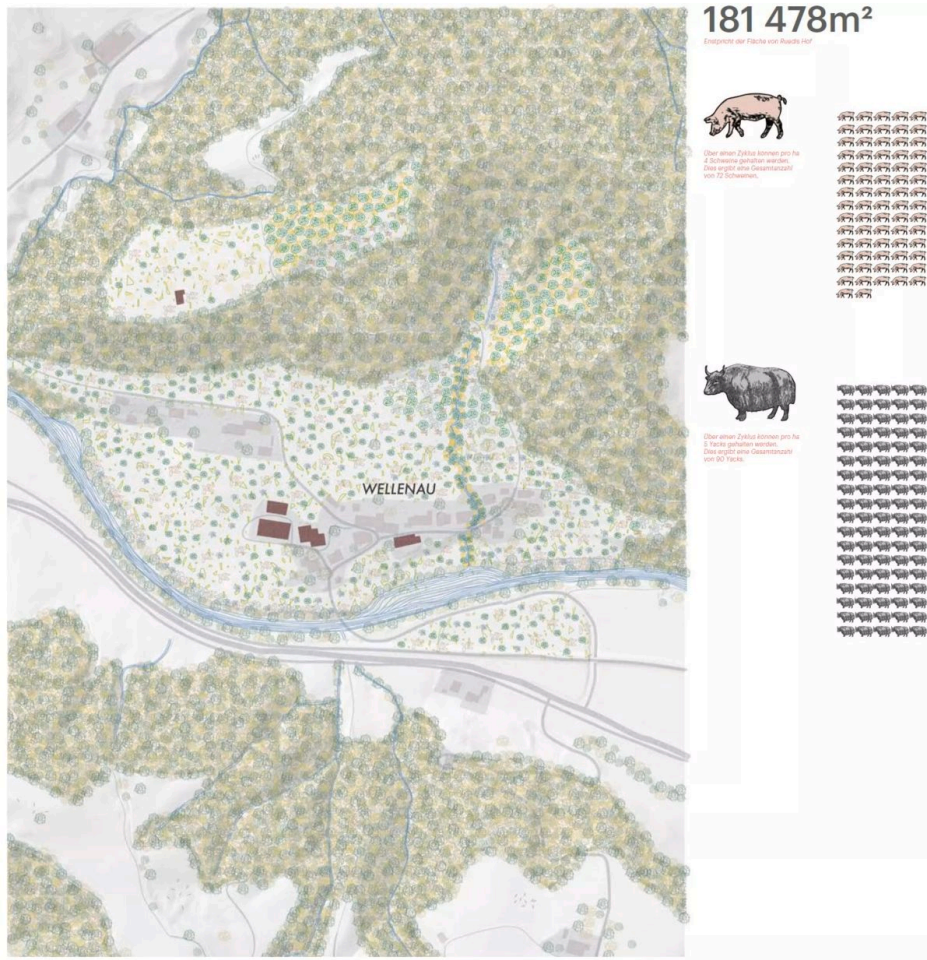 181 478m²
Entspricht der Fläche von Ruedis Hof
Über einen Zyklus können pro ha
4 Schweine gehalten werden.
Dies ergibt eine Gesamtanzahl
von 72 Schweinen.
Über einen Zyklus können pro ha
5 Yacks gehalten werden.
Dies ergibt eine Gesamtanzahl
von 90 Yacks.
WELLENAU